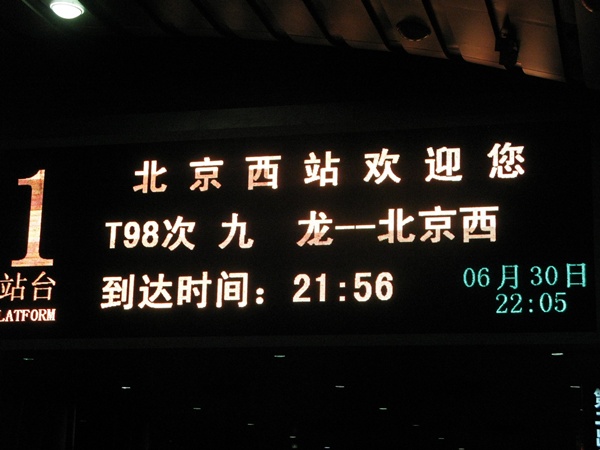 北京西站欢迎您
1
站台
LATFORM
T98次 九 龙--北京西
到达时间：21:56
06月30日
22:05